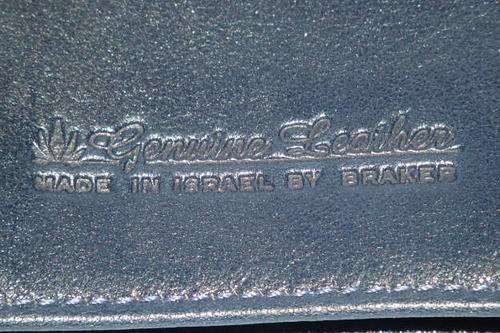 Genuine Leather
MADE IN ISRAEL BY BRAKER